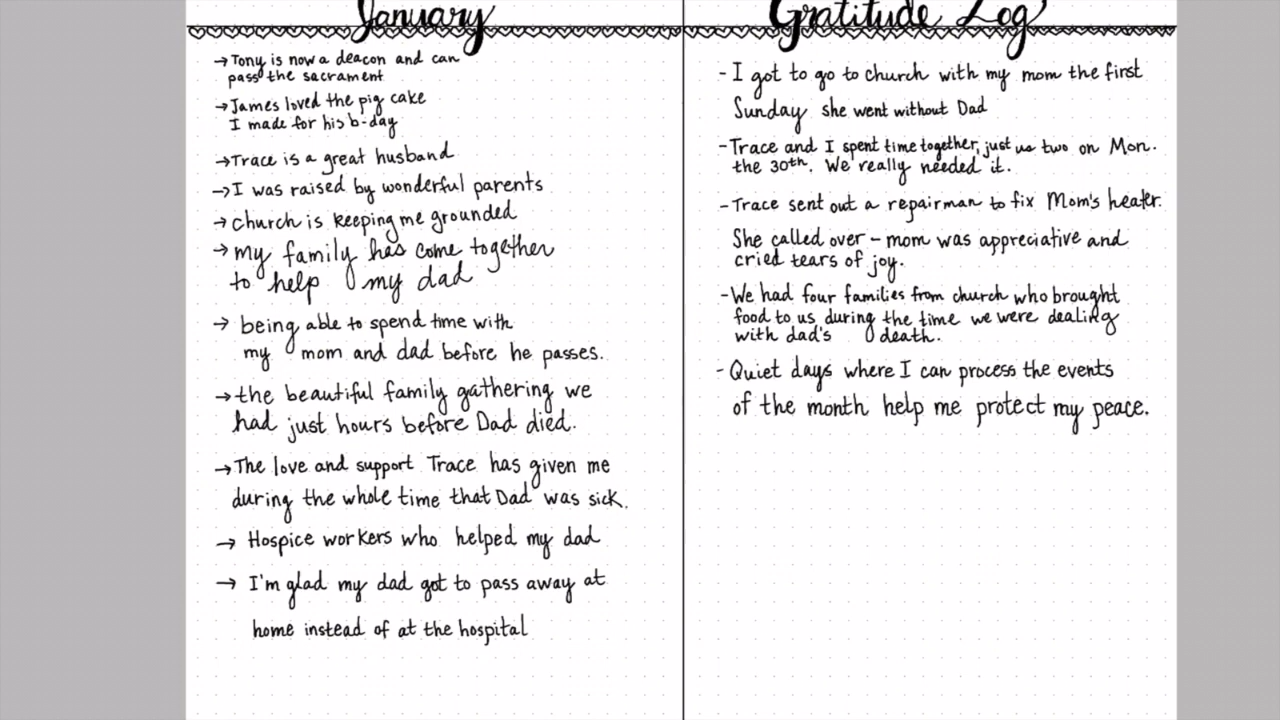 January
→Tony is now a deacon and can
pass the sacrament
→James loved the pig cake
I made for his b-day
→Trace is a great husband
→I was raised by wonderful parents
→church is keeping me grounded
→my family has come together
to help my dad
→ being able to spend time with
my mom and dad before he passes.
→the beautiful family gathering we
had just hours before Dad died.
→The love and support Trace has given me
during the whole time that Dad was sick.
→ Hospice workers who helped my dad
→ I'm glad my dad got to pass away at
home instead of at the hospital
Gratitude Log
-I got to go to church with my mom the first
Sunday she went without Dad
-Trace and I spent time together, just us two on Mon.
the 30th. We really needed it.
-Trace sent out a repairman to fix Mom's heater.
She called over - mom was appreciative and
cried tears of joy.
-We had four families from church who brought
food to us during the time we were dealing
with dad's death.
-Quiet days where I can process the events
of the month help me protect my peace.